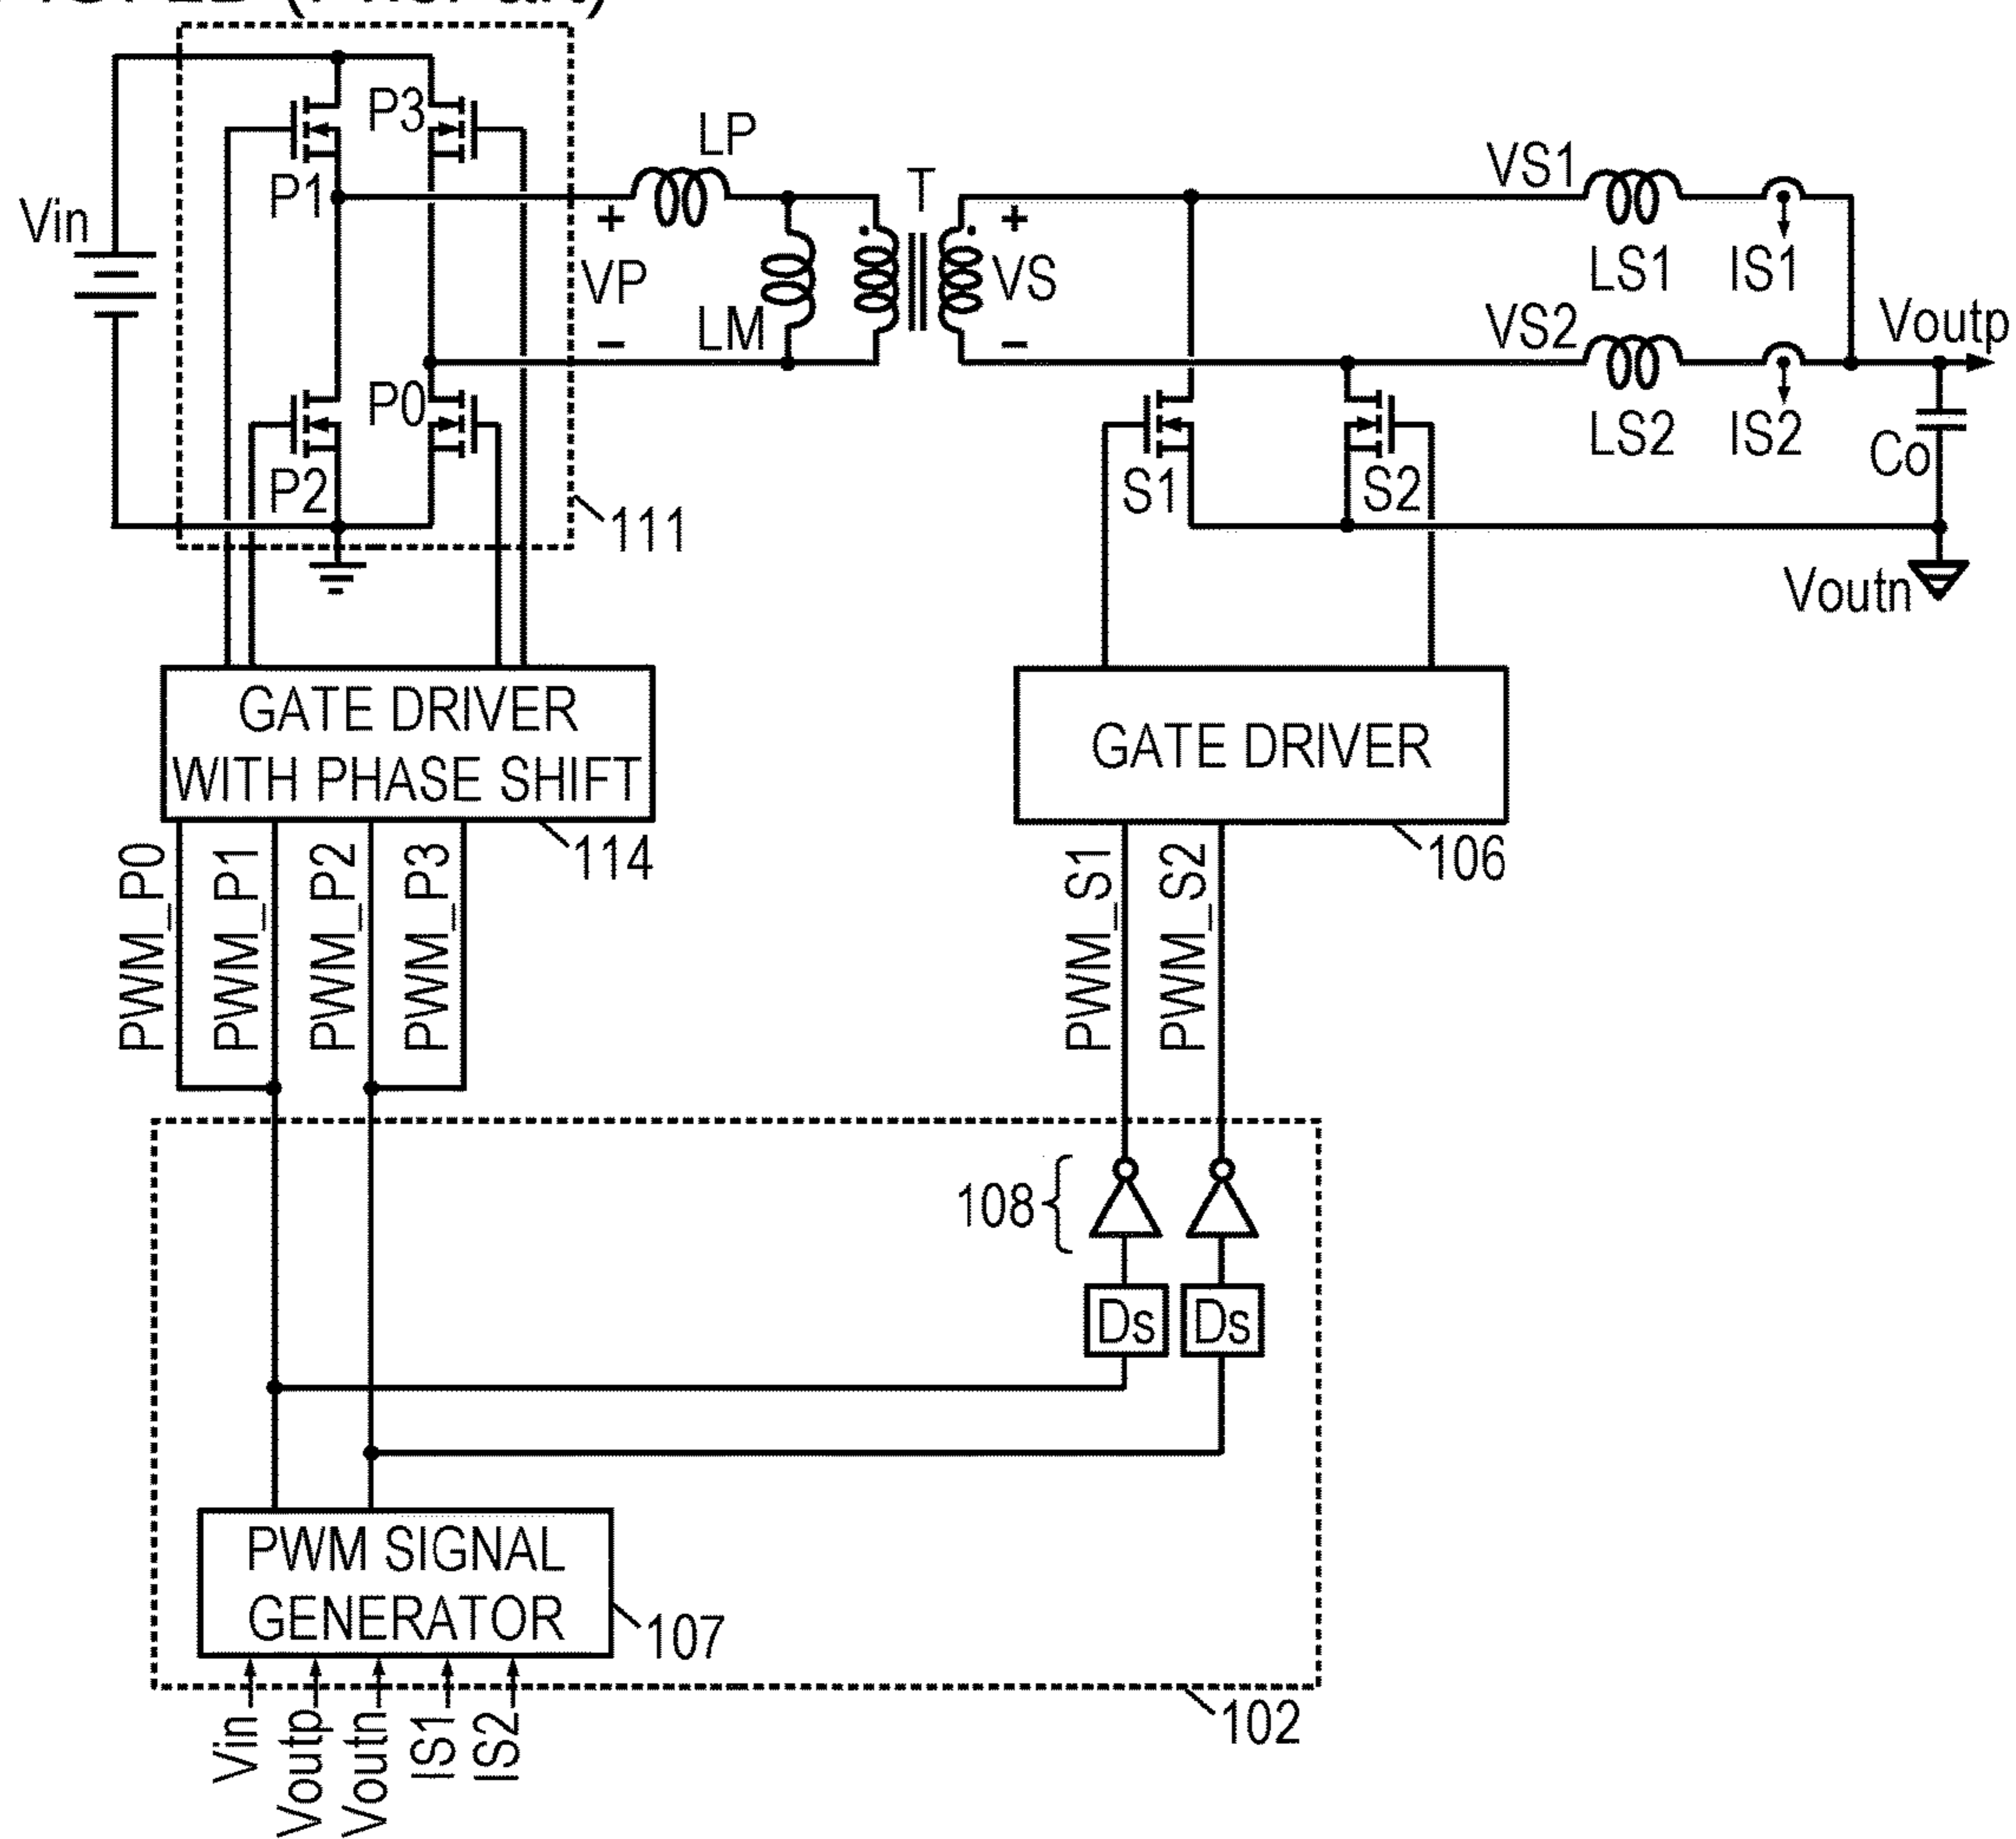 P3
LP
P1
T
VS1
Vin
+
+
VP
VS
LS1
IS1
LM
VS2
Voutp
–
–
P0
LS2
IS2
Co
P2
S1
S2
111
Voutn
GATE DRIVER
WITH PHASE SHIFT
GATE DRIVER
114
106
PWM_P0
PWM_P1
PWM_P2
PWM_P3
PWM_S1
PWM_S2
108
Ds
Ds
PWM SIGNAL
GENERATOR
107
102
Vin
Voutp
Voutn
IS1
IS2